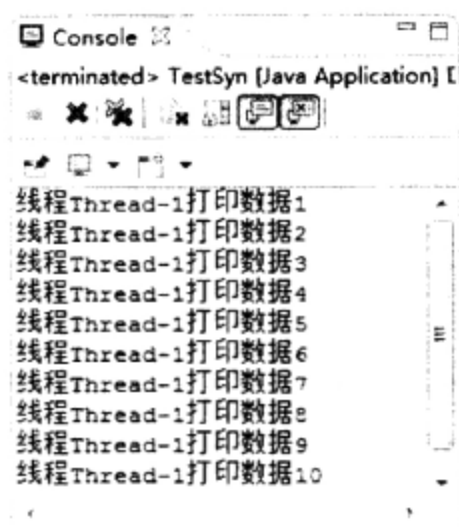 Console
<terminated> TestSyn [Java Application] [
线程Thread-1打印数据1
线程Thread-1打印数据2
线程Thread-1打印数据3
线程Thread-1打印数据4
线程Thread-1打印数据5
线程Thread-1打印数据6
线程Thread-1打印数据7
线程Thread-1打印数据8
线程Thread-1打印数据9
线程Thread-1打印数据10